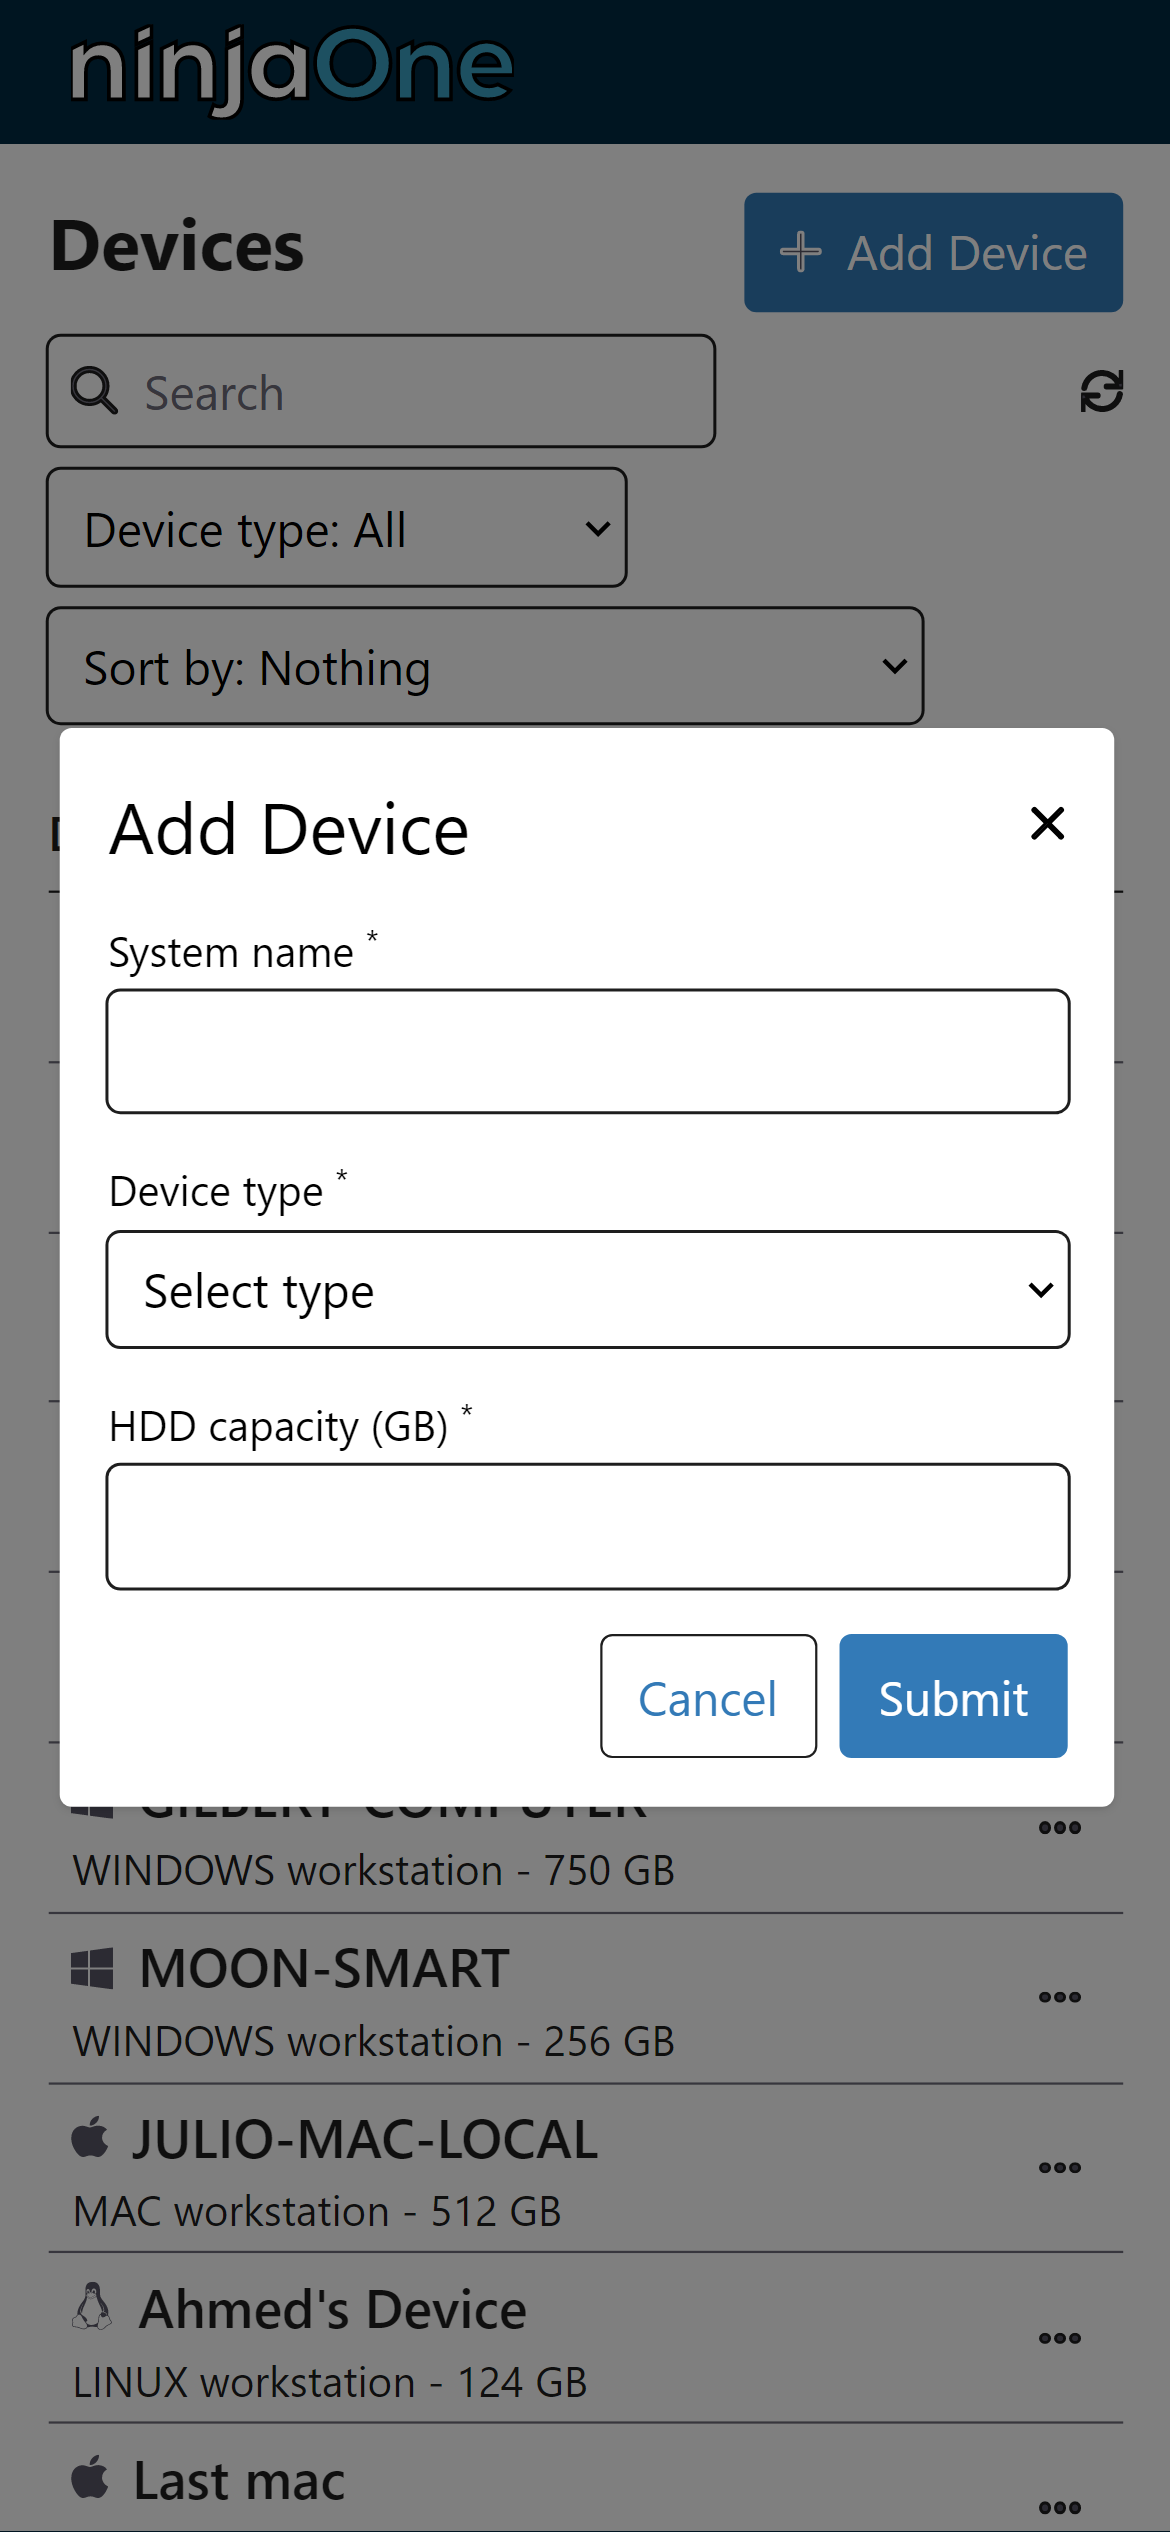 ninjaOne
Devices
Add Device
Search
Device type: All
Sort by: Nothing
Add Device
System name *
Device type *
Select type
HDD capacity (GB) *
Cancel
Submit
GILBERT-COMPUTER
WINDOWS workstation - 750 GB
MOON-SMART
WINDOWS workstation - 256 GB
JULIO-MAC-LOCAL
MAC workstation - 512 GB
Ahmed's Device
LINUX workstation - 124 GB
Last mac